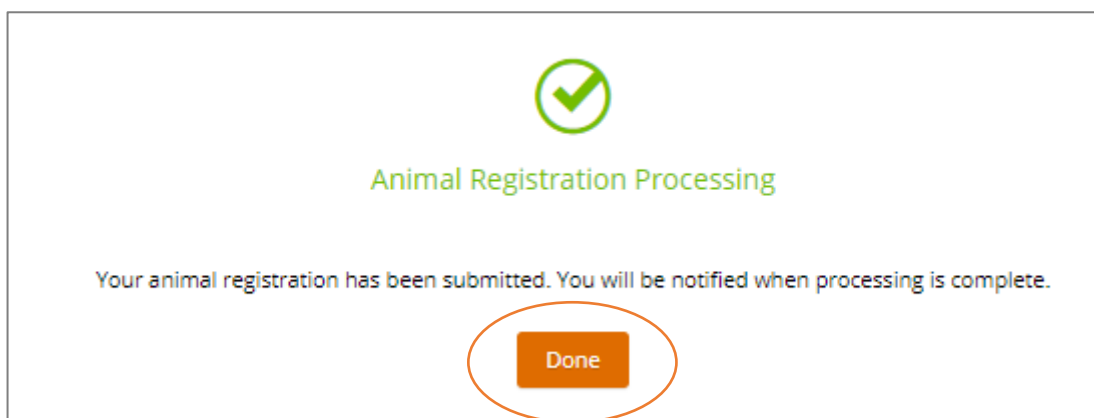 Animal Registration Processing
Your animal registration has been submitted. You will be notified when processing is complete.
Done